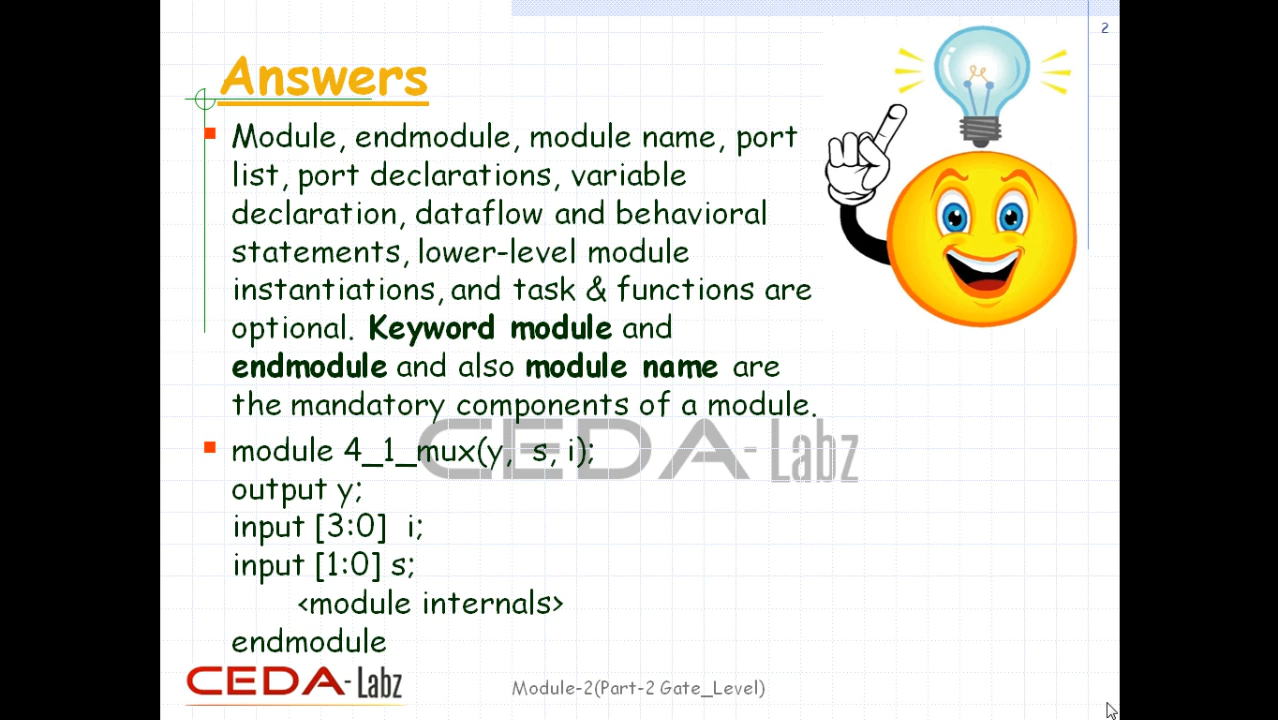 2
Answers
Module, endmodule, module name, port
list, port declarations, variable
declaration, dataflow and behavioral
statements, lower-level module
instantiations, and task & functions are
optional. Keyword module and
endmodule and also module name are
the mandatory components of a module.
CEDA-Labz
module 4_1_mux(y, s, i);
output y;
input [3:0] i;
input [1:0] s;
<module internals>
endmodule
CEDA-Labz
Module-2(Part-2 Gate_Level)